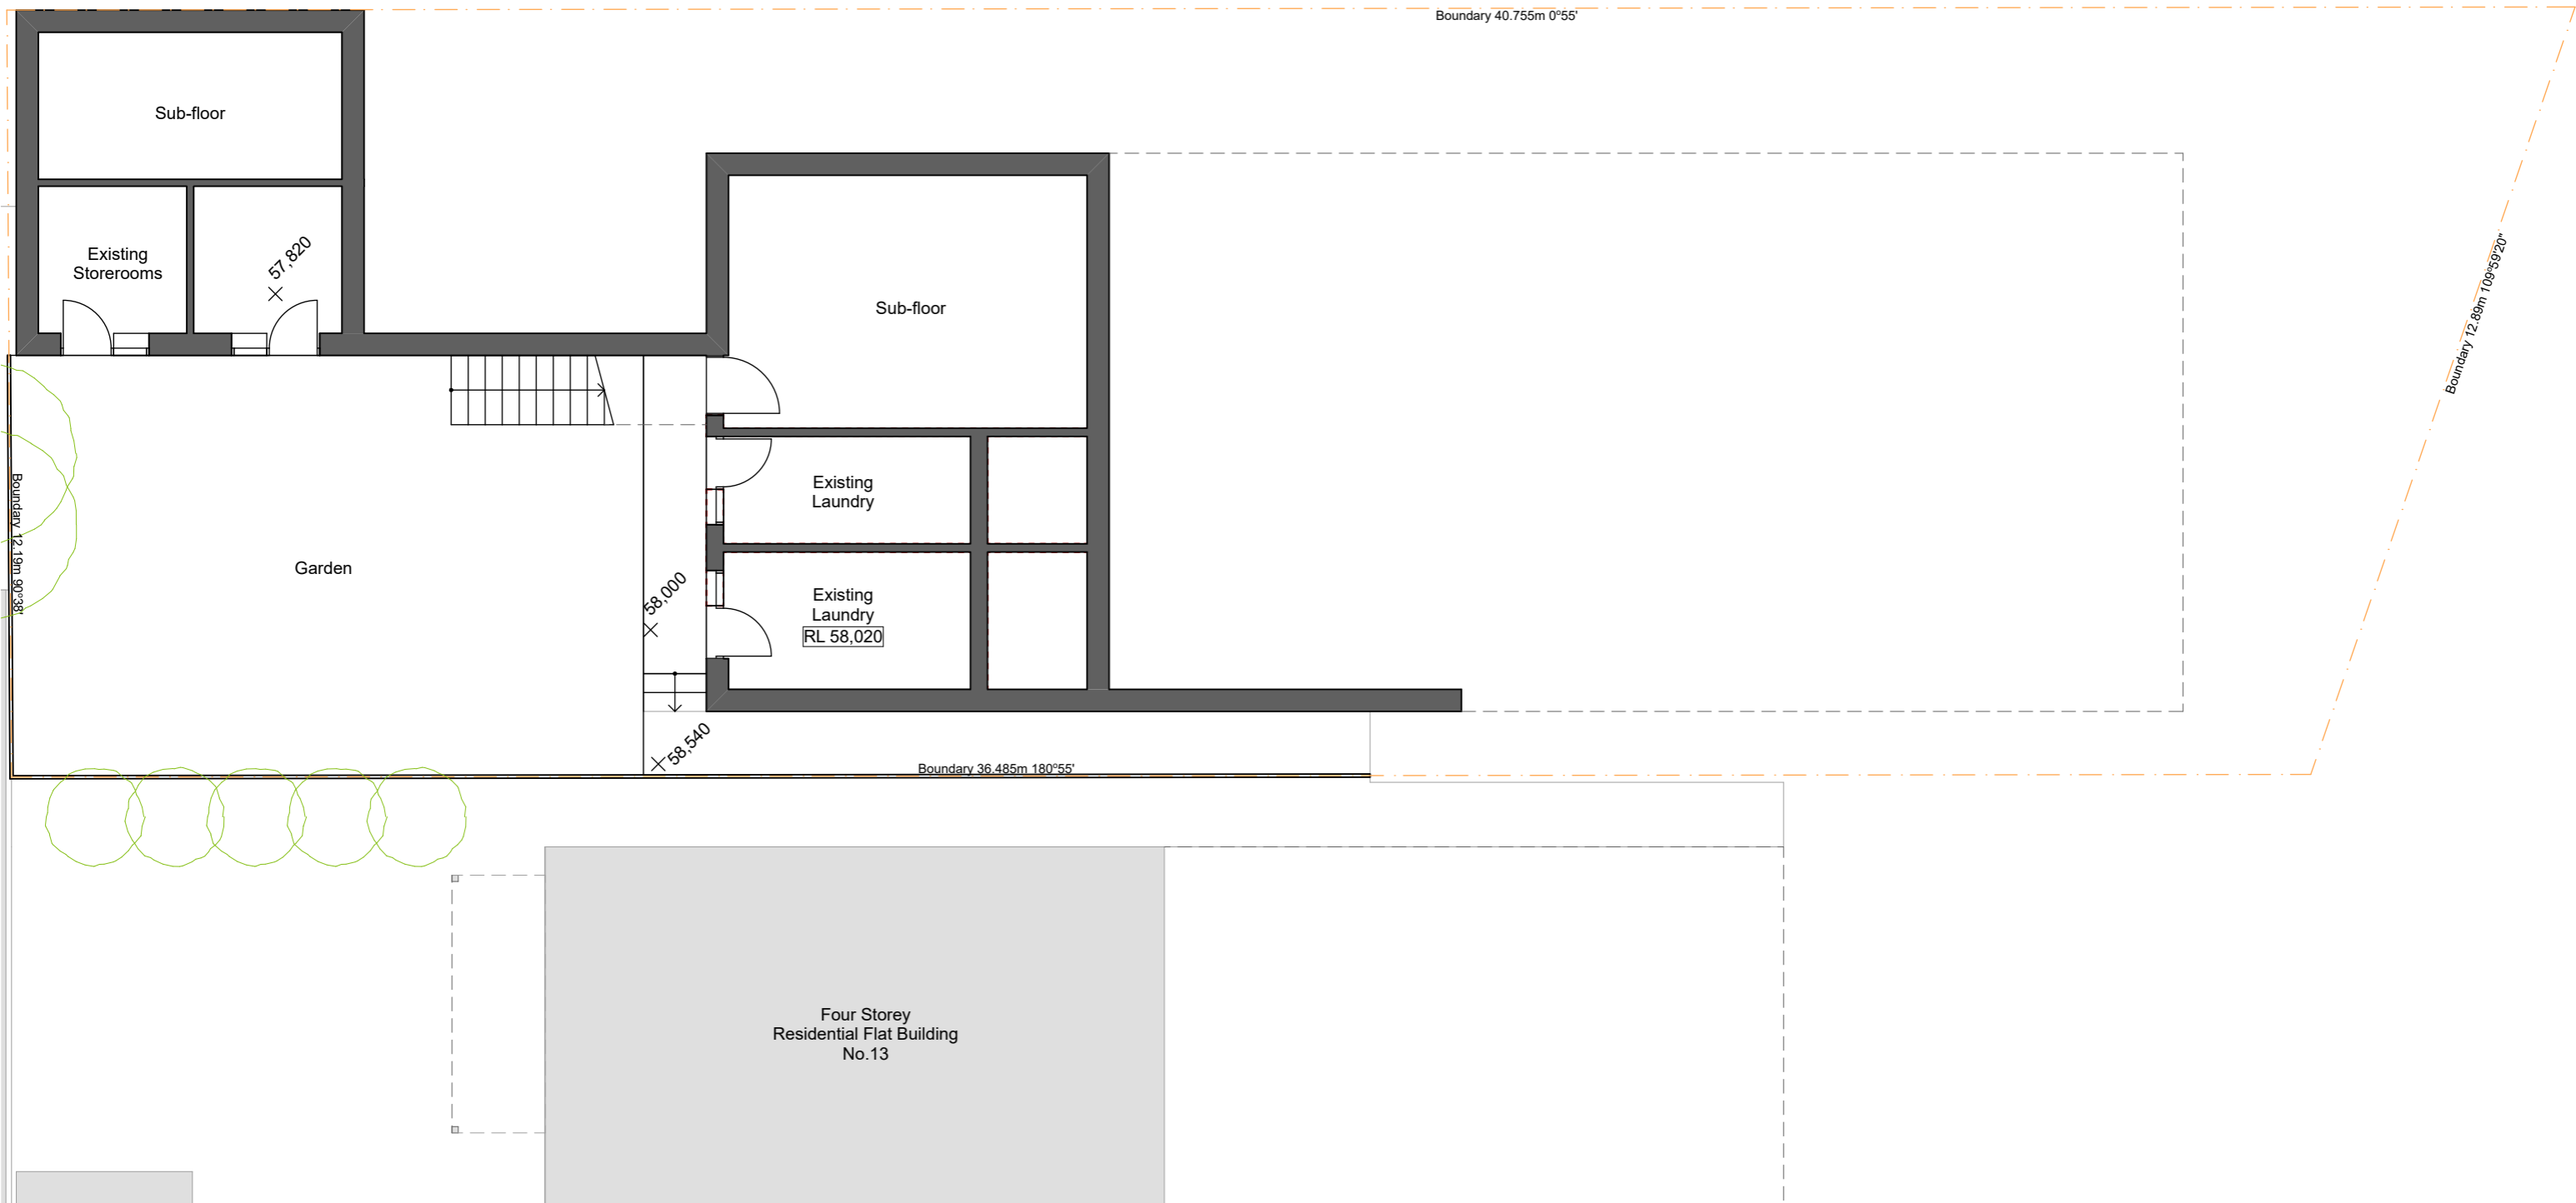 Boundary 40.755m 0°55'
Sub-floor
Existing
Storerooms
57,820
Sub-floor
Boundary 12.89m 109°59'20"
Existing
Laundry
Boundary 12.19m 90°38'
Garden
58,000
Existing
Laundry
RL 58,020
58,540
Boundary 36.485m 180°55'
Four Storey
Residential Flat Building
No.13